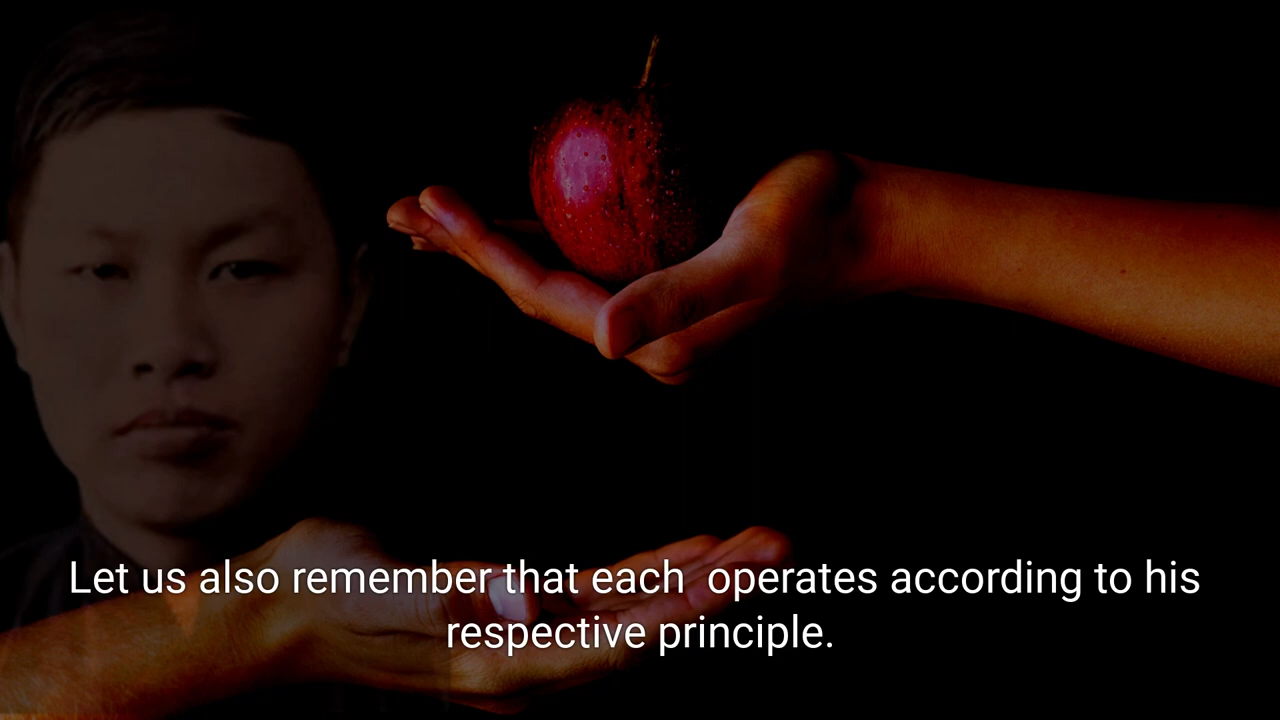 Let us also remember that each  operates according to his
respective principle.